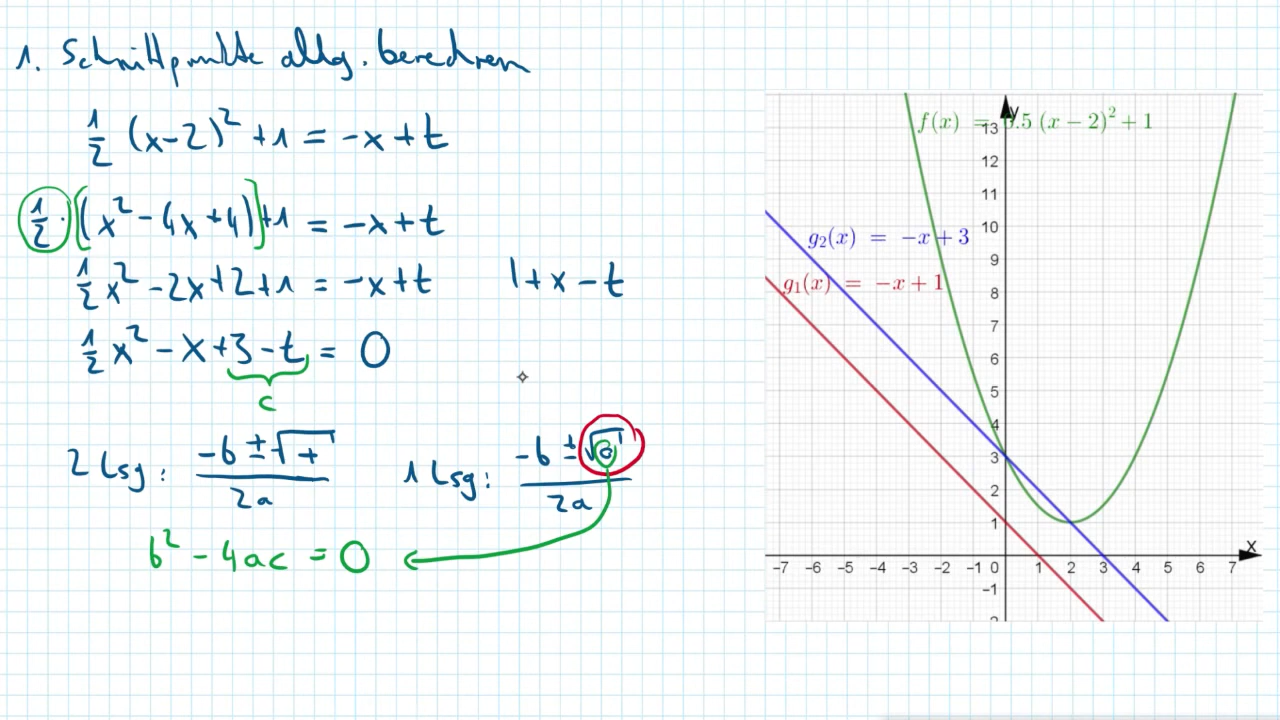 1. Schnittpunkte allg. berechnen
1/2 (x-2)² + 1 = -x + t
1/2 · (x² - 4x + 4) + 1 = -x + t
1/2 x² - 2x + 2 + 1 = -x + t | + x - t
1/2 x² - x + 3 - t = 0
c
2 Lsg: (-b ± √+) / 2a 1 Lsg: (-b ± √0) / 2a
b² - 4ac = 0
y
f(x) = 0.5 (x - 2)² + 1
g₂(x) = -x + 3
g₁(x) = -x + 1
13
12
11
10
9
8
7
6
5
4
3
2
1
x
-7 -6 -5 -4 -3 -2 -1 0 1 2 3 4 5 6 7
-1